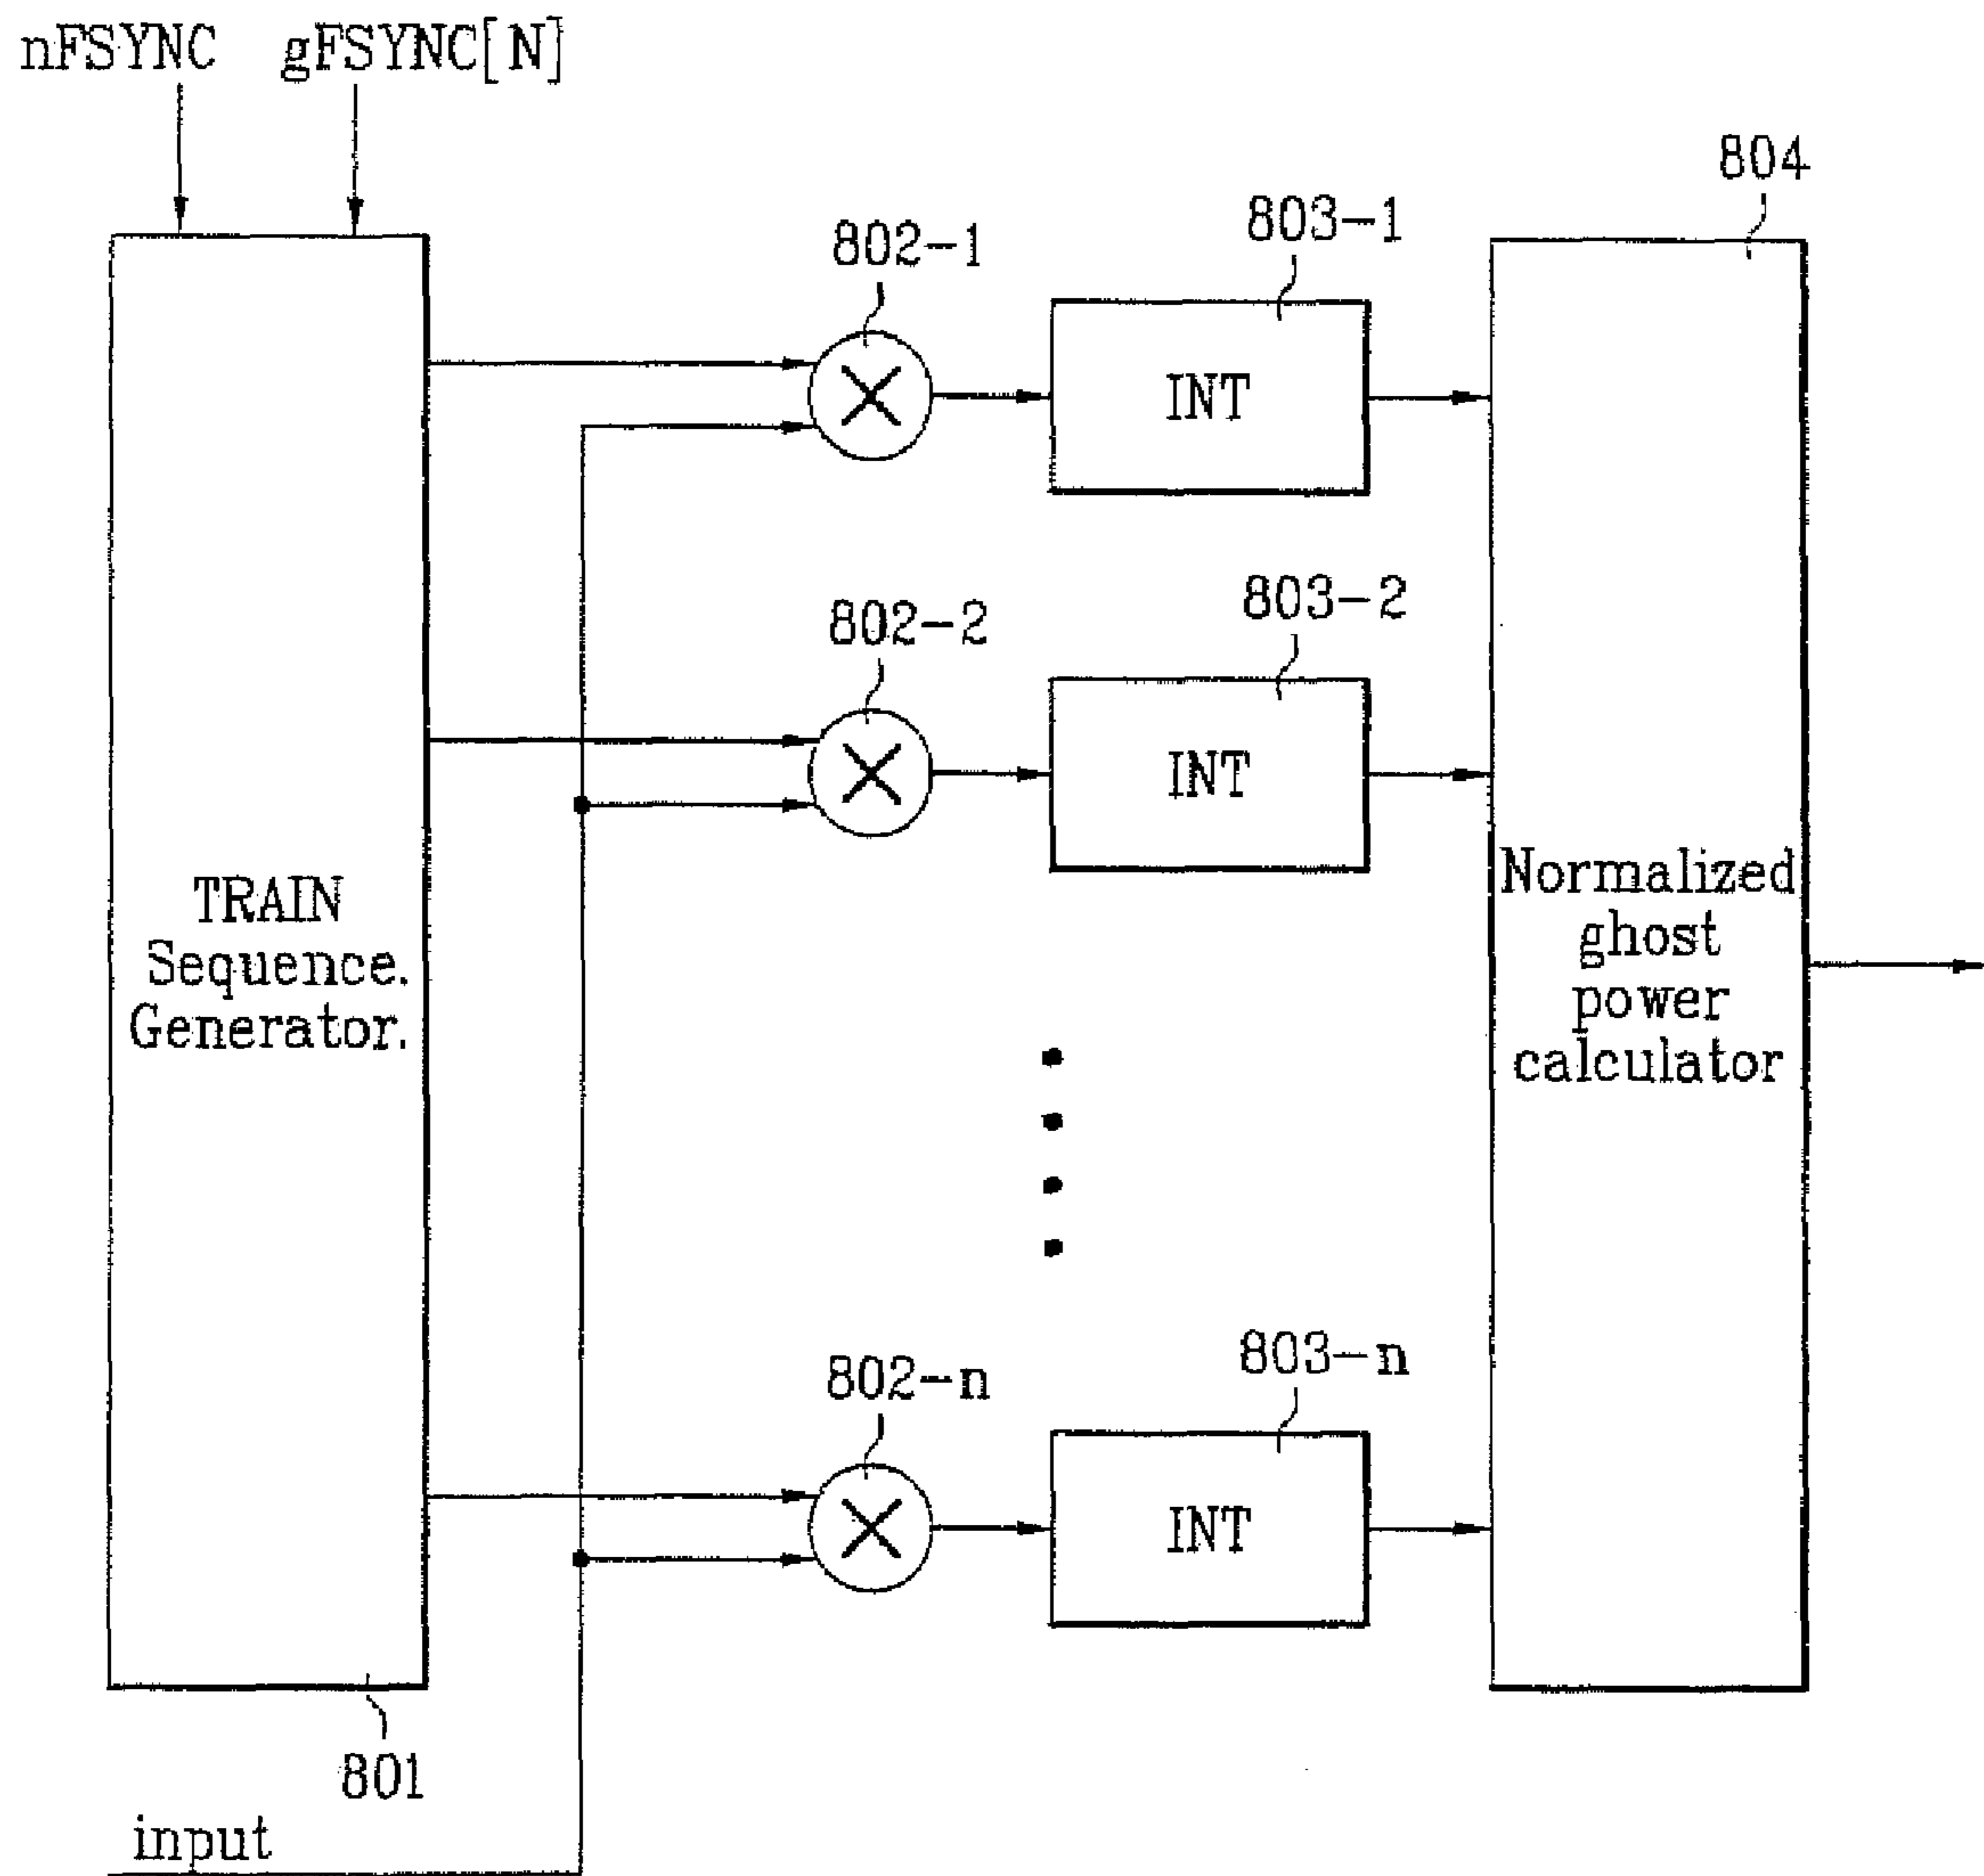 nFSYNC gFSYNC[N]
804
802-1
803-1
INT
802-2
803-2
INT
TRAIN
Sequence.
Generator.
Normalized
ghost
power
calculator
802-n
803-n
INT
801
input